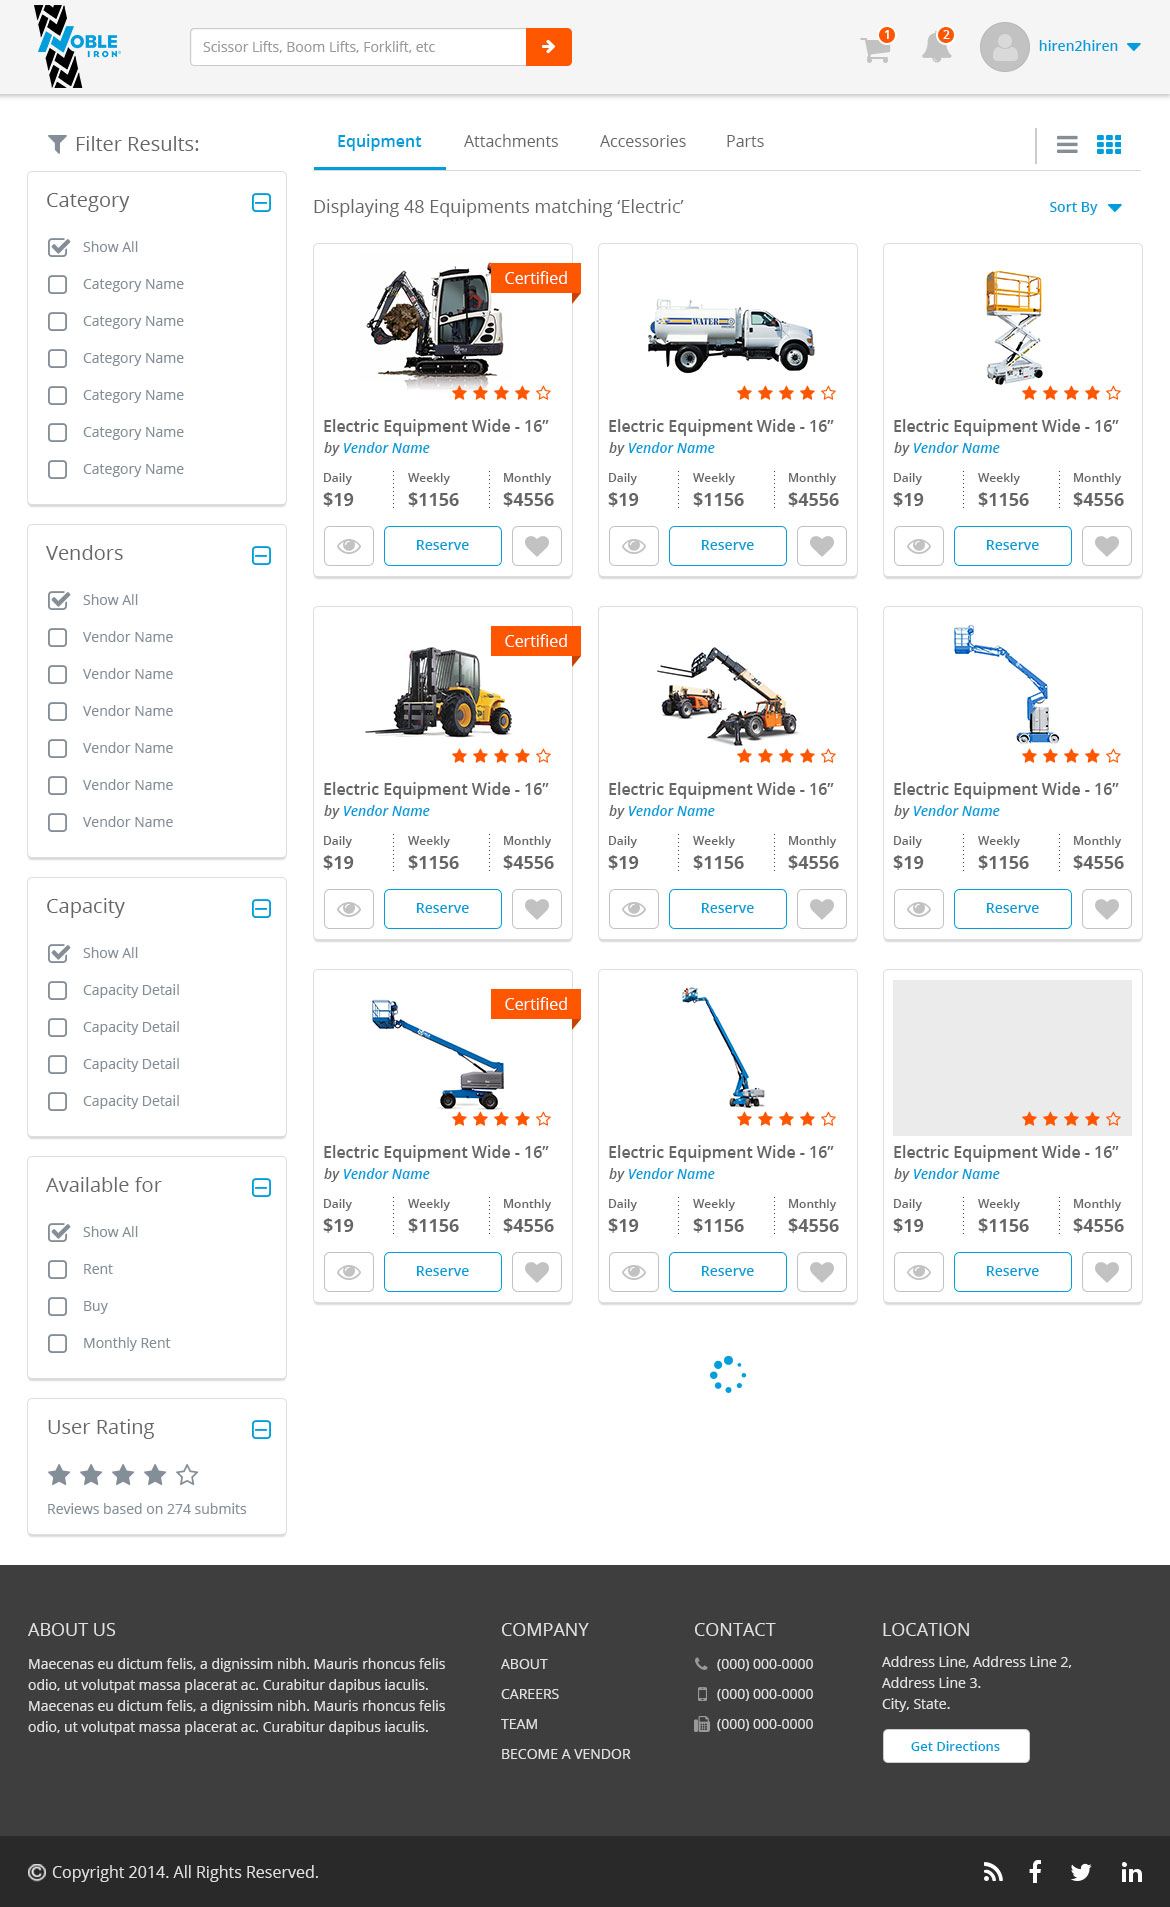 NOBLE
IRON
Scissor Lifts, Boom Lifts, Forklift, etc
1
2
hiren2hiren
Filter Results:
Equipment
Attachments
Accessories
Parts
Displaying 48 Equipments matching ‘Electric’
Sort By
Category
Show All
Category Name
Category Name
Category Name
Category Name
Category Name
Category Name
Vendors
Show All
Vendor Name
Vendor Name
Vendor Name
Vendor Name
Vendor Name
Vendor Name
Capacity
Show All
Capacity Detail
Capacity Detail
Capacity Detail
Capacity Detail
Available for
Show All
Rent
Buy
Monthly Rent
User Rating
Reviews based on 274 submits
Certified
Electric Equipment Wide - 16”
by Vendor Name
Daily Weekly Monthly
$19 $1156 $4556
Reserve
WATER
Electric Equipment Wide - 16”
by Vendor Name
Daily Weekly Monthly
$19 $1156 $4556
Reserve
Electric Equipment Wide - 16”
by Vendor Name
Daily Weekly Monthly
$19 $1156 $4556
Reserve
Certified
Electric Equipment Wide - 16”
by Vendor Name
Daily Weekly Monthly
$19 $1156 $4556
Reserve
Electric Equipment Wide - 16”
by Vendor Name
Daily Weekly Monthly
$19 $1156 $4556
Reserve
Electric Equipment Wide - 16”
by Vendor Name
Daily Weekly Monthly
$19 $1156 $4556
Reserve
Certified
Electric Equipment Wide - 16”
by Vendor Name
Daily Weekly Monthly
$19 $1156 $4556
Reserve
Electric Equipment Wide - 16”
by Vendor Name
Daily Weekly Monthly
$19 $1156 $4556
Reserve
Electric Equipment Wide - 16”
by Vendor Name
Daily Weekly Monthly
$19 $1156 $4556
Reserve
ABOUT US
Maecenas eu dictum felis, a dignissim nibh. Mauris rhoncus felis
odio, ut volutpat massa placerat ac. Curabitur dapibus iaculis.
Maecenas eu dictum felis, a dignissim nibh. Mauris rhoncus felis
odio, ut volutpat massa placerat ac. Curabitur dapibus iaculis.
COMPANY
ABOUT
CAREERS
TEAM
BECOME A VENDOR
CONTACT
(000) 000-0000
(000) 000-0000
(000) 000-0000
LOCATION
Address Line, Address Line 2,
Address Line 3.
City, State.
Get Directions
© Copyright 2014. All Rights Reserved.